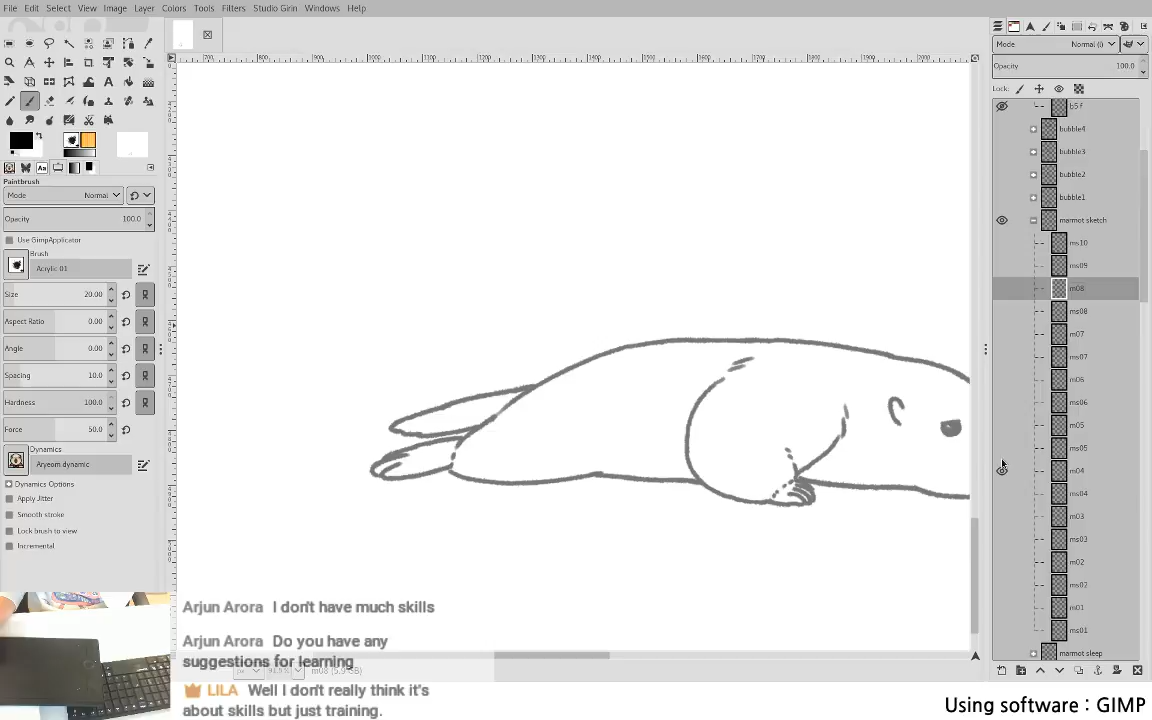 File Edit Select View Image Layer Colors Tools Filters Studio Girin Windows Help
Paintbrush
Mode Normal
Opacity 100.0
Use GimpApplicator
Brush
Acrylic 01
Size 20.00
Aspect Ratio 0.00
Angle 0.00
Spacing 10.0
Hardness 100.0
Force 50.0
Dynamics
Aryeom dynamic
Dynamics Options
Apply Jitter
Smooth stroke
Lock brush to view
Incremental
Mode Normal (l)
Opacity 100.0
Lock:
b5 f
bubble4
bubble3
bubble2
bubble1
marmot sketch
ms10
ms09
m08
ms08
m07
ms07
m06
ms06
m05
ms05
m04
ms04
m03
ms03
m02
ms02
m01
ms01
marmot sleep
Arjun Arora I don't have much skills
Arjun Arora Do you have any
suggestions for learning
LILA Well I don't really think it's
about skills but just training.
Using software : GIMP